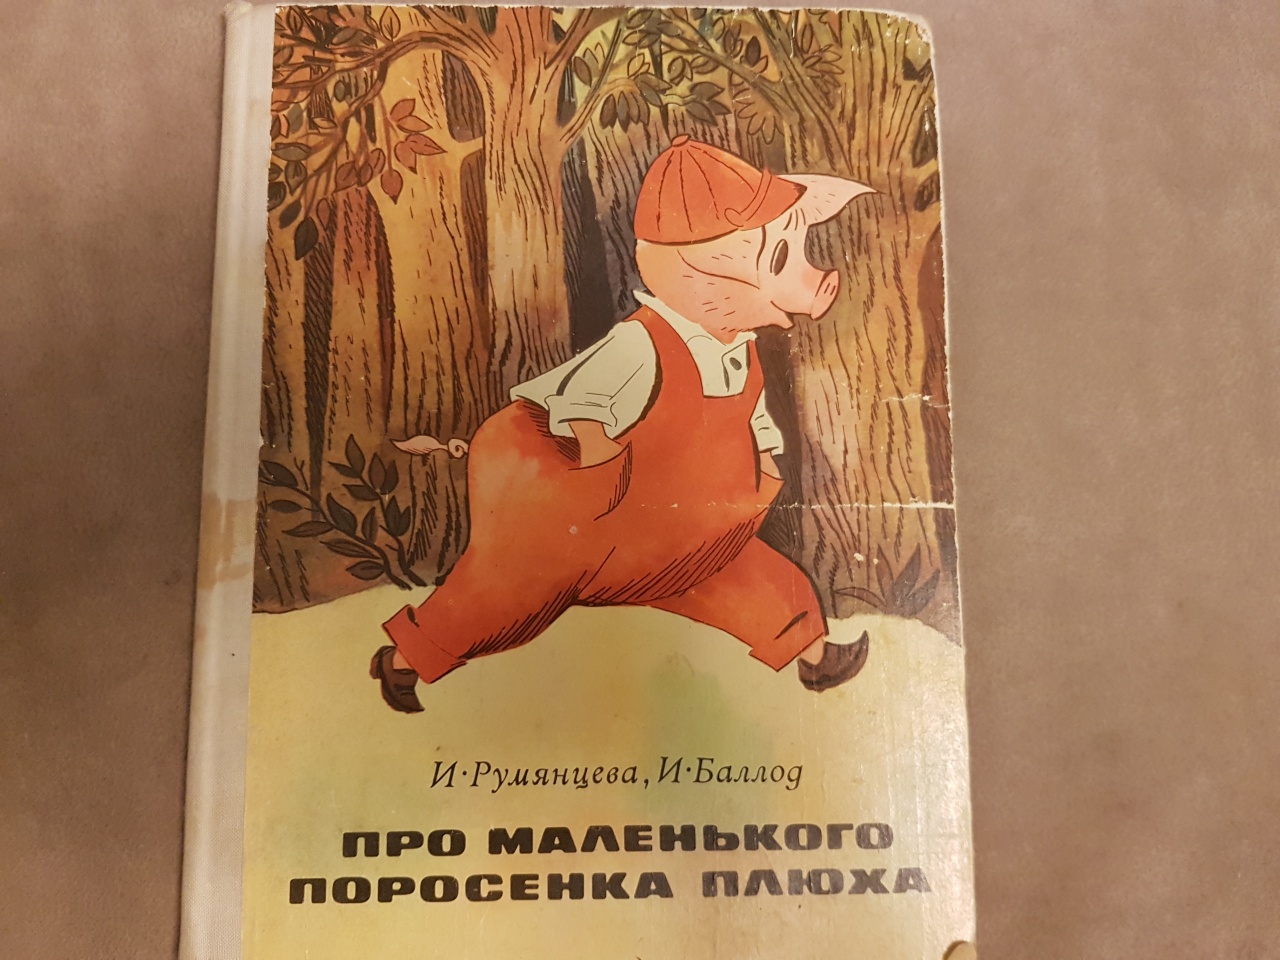 И. Румянцева, И. Баллод
ПРО МАЛЕНЬКОГО
ПОРОСЕНКА ПЛЮХА